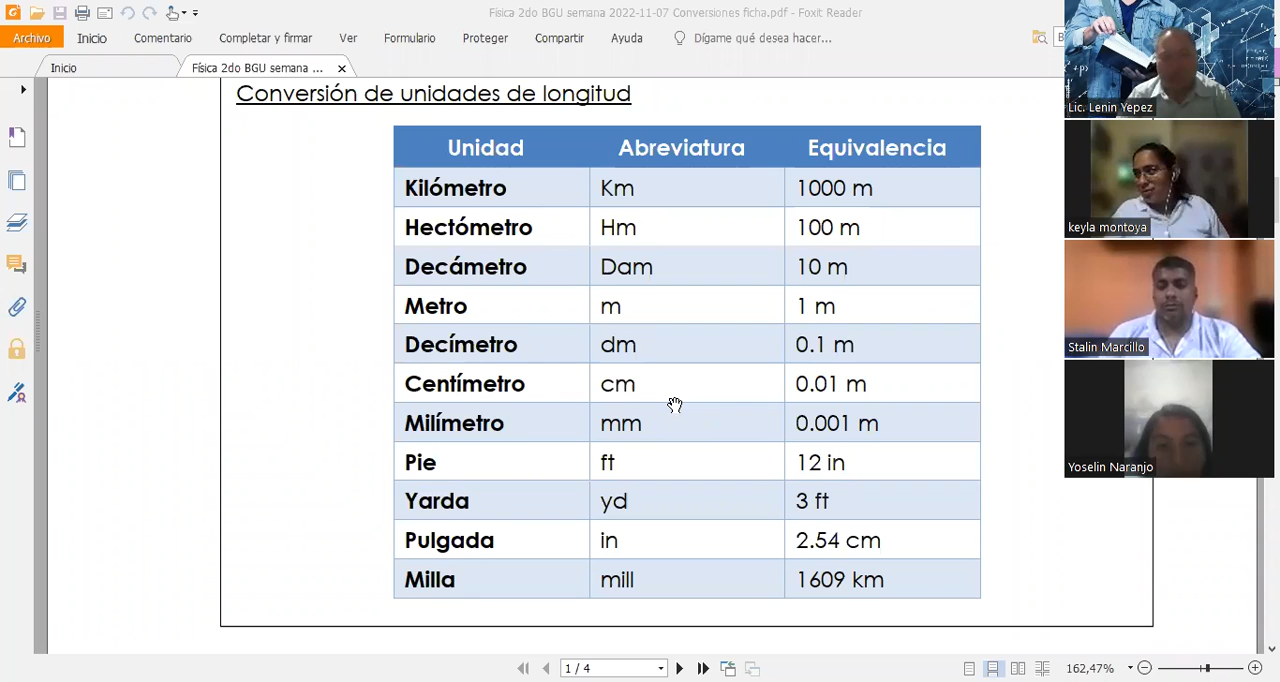 Física 2do BGU semana 2022-11-07 Conversiones ficha.pdf - Foxit Reader
Archivo Inicio Comentario Completar y firmar Ver Formulario Proteger Compartir Ayuda Dígame qué desea hacer...
Inicio Física 2do BGU semana ...
Conversión de unidades de longitud
Unidad Abreviatura Equivalencia
Kilómetro Km 1000 m
Hectómetro Hm 100 m
Decámetro Dam 10 m
Metro m 1 m
Decímetro dm 0.1 m
Centímetro cm 0.01 m
Milímetro mm 0.001 m
Pie ft 12 in
Yarda yd 3 ft
Pulgada in 2.54 cm
Milla mill 1609 km
1 / 4
162,47%
Lic. Lenin Yepez
keyla montoya
Stalin Marcillo
Yoselin Naranjo